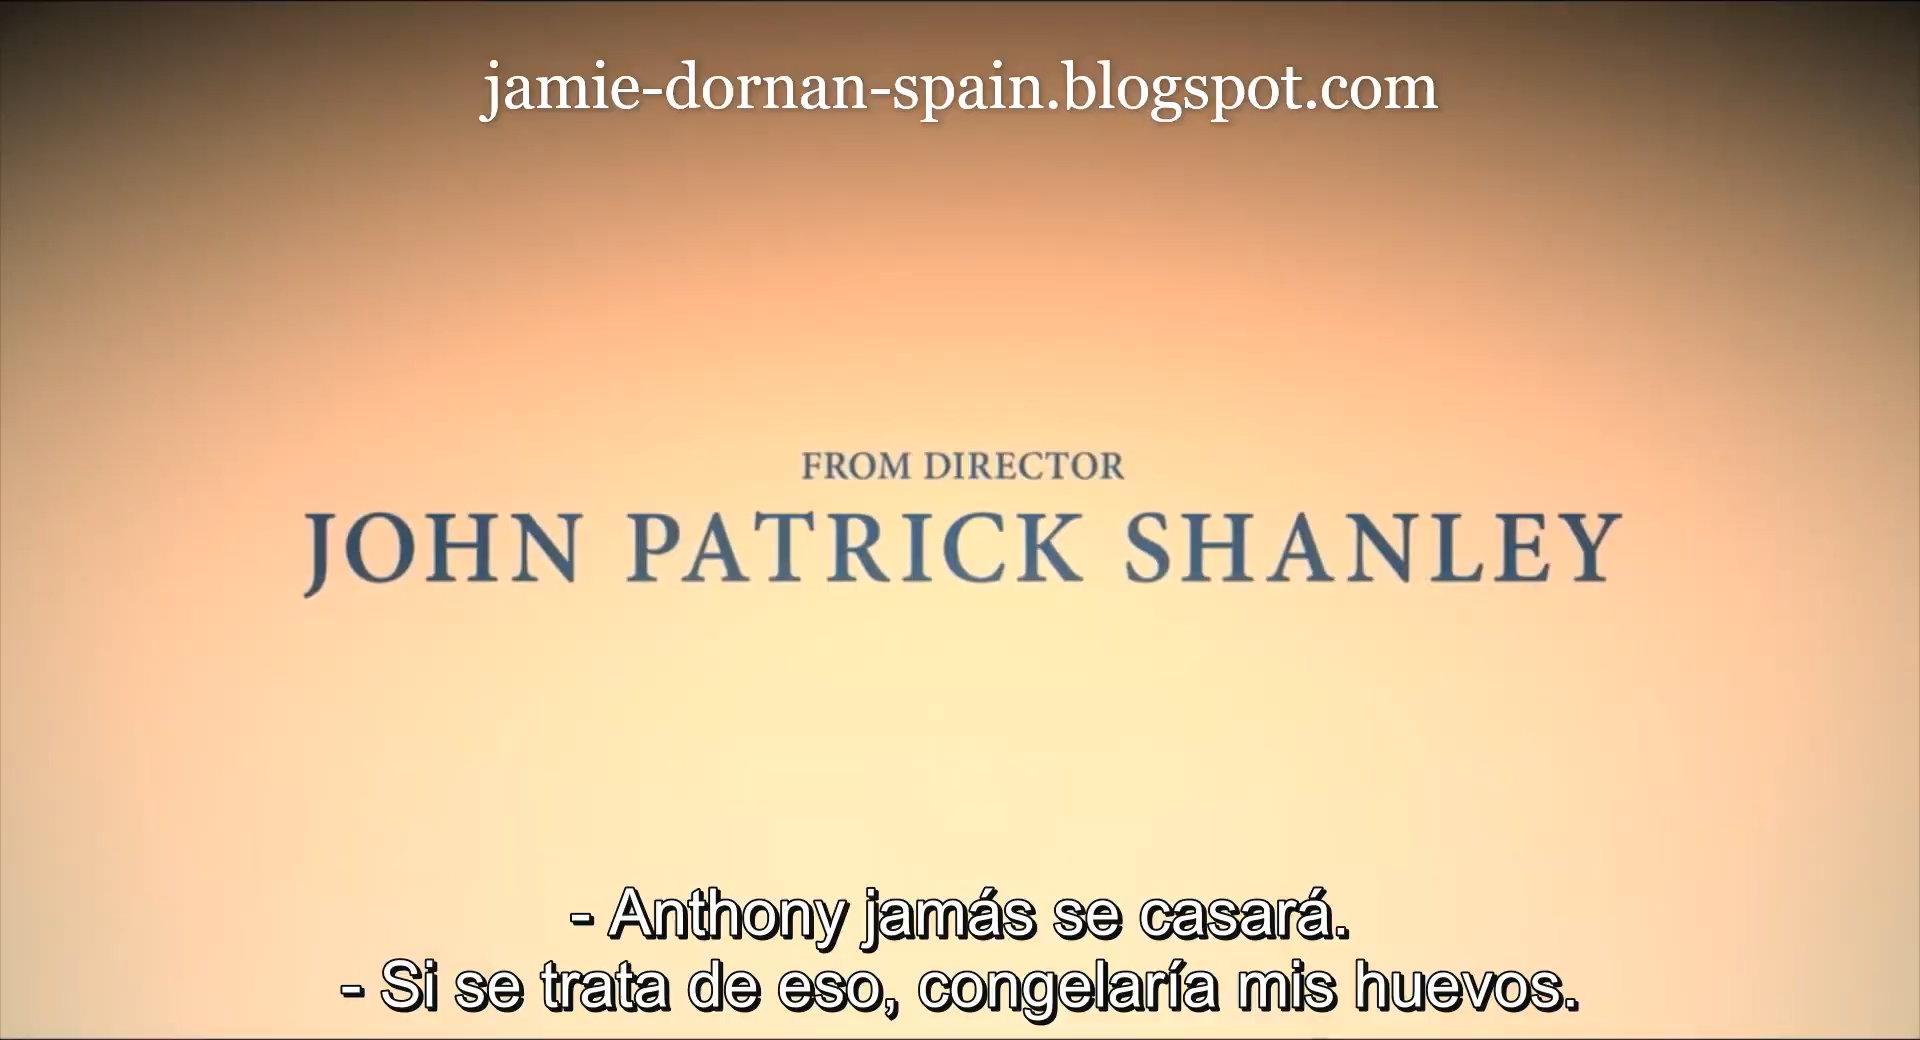 jamie-dornan-spain.blogspot.com
FROM DIRECTOR
JOHN PATRICK SHANLEY
- Anthony jamás se casará.
- Si se trata de eso, congelaría mis huevos.